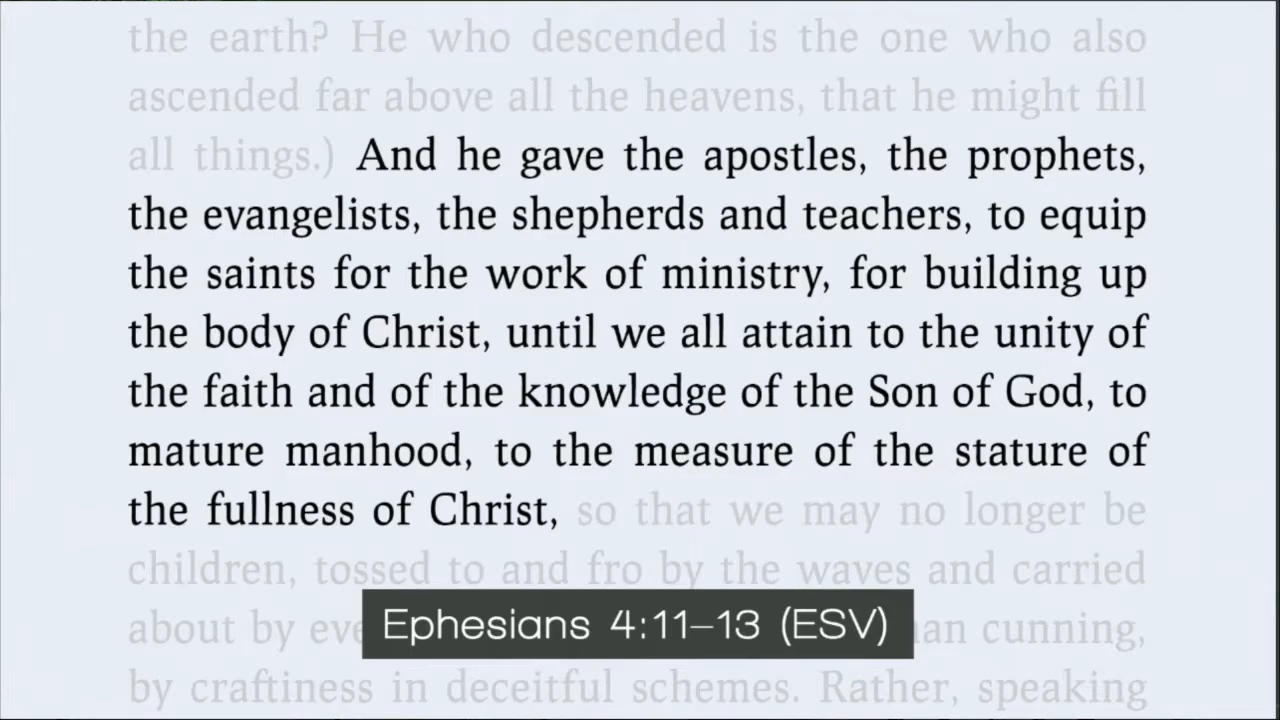 the earth? He who descended is the one who also
ascended far above all the heavens, that he might fill
all things.) And he gave the apostles, the prophets,
the evangelists, the shepherds and teachers, to equip
the saints for the work of ministry, for building up
the body of Christ, until we all attain to the unity of
the faith and of the knowledge of the Son of God, to
mature manhood, to the measure of the stature of
the fullness of Christ, so that we may no longer be
children, tossed to and fro by the waves and carried
about by cunning,
Ephesians 4:11–13 (ESV)
by craftiness in deceitful schemes. Rather, speaking